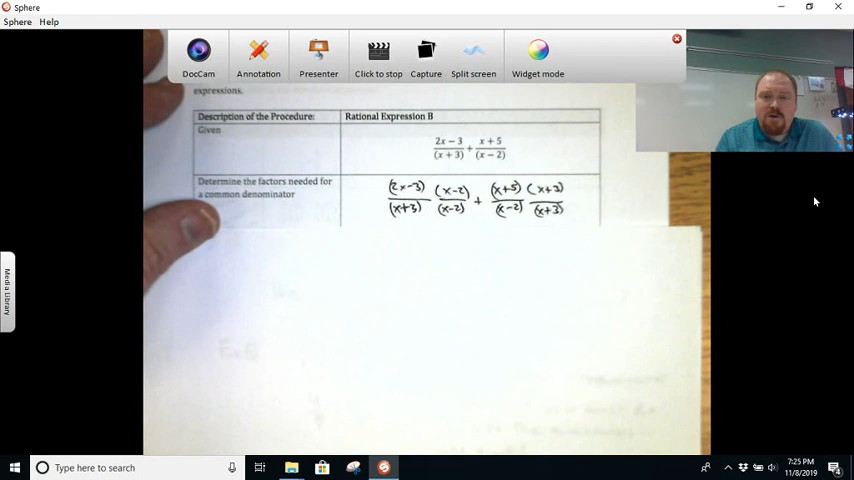 Sphere
Sphere Help
DocCam Annotation Presenter Click to stop Capture Split screen Widget mode
expressions.
Description of the Procedure: Rational Expression B
Given
2x − 3 / (x + 3) + x + 5 / (x − 2)
Determine the factors needed for
a common denominator
(2x-3) / (x+3) (x-2) / (x-2) + (x+5) / (x-2) (x+3) / (x+3)
Media Library
Type here to search
7:25 PM
11/8/2019
4